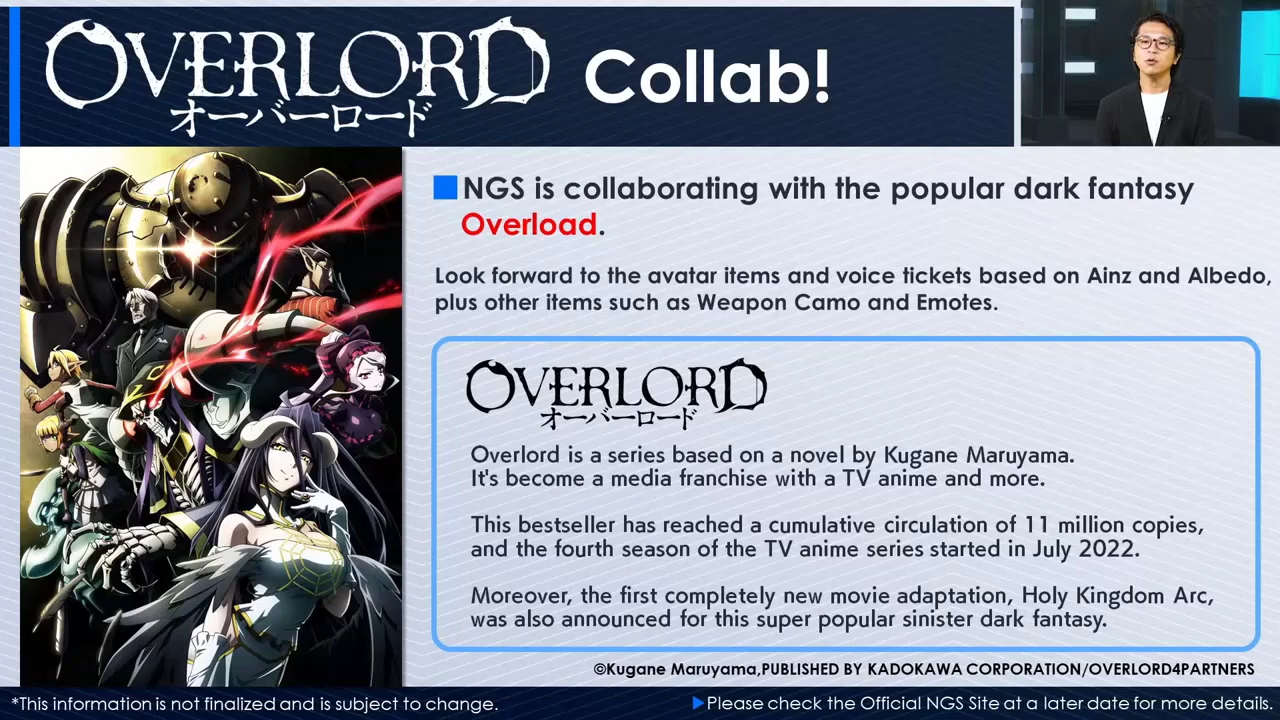 OVERLORD Collab!
オーバーロード
NGS is collaborating with the popular dark fantasy
Overload.
Look forward to the avatar items and voice tickets based on Ainz and Albedo,
plus other items such as Weapon Camo and Emotes.
OVERLORD
オーバーロード
Overlord is a series based on a novel by Kugane Maruyama.
It's become a media franchise with a TV anime and more.
This bestseller has reached a cumulative circulation of 11 million copies,
and the fourth season of the TV anime series started in July 2022.
Moreover, the first completely new movie adaptation, Holy Kingdom Arc,
was also announced for this super popular sinister dark fantasy.
©Kugane Maruyama,PUBLISHED BY KADOKAWA CORPORATION/OVERLORD4PARTNERS
*This information is not finalized and is subject to change.
▶Please check the Official NGS Site at a later date for more details.